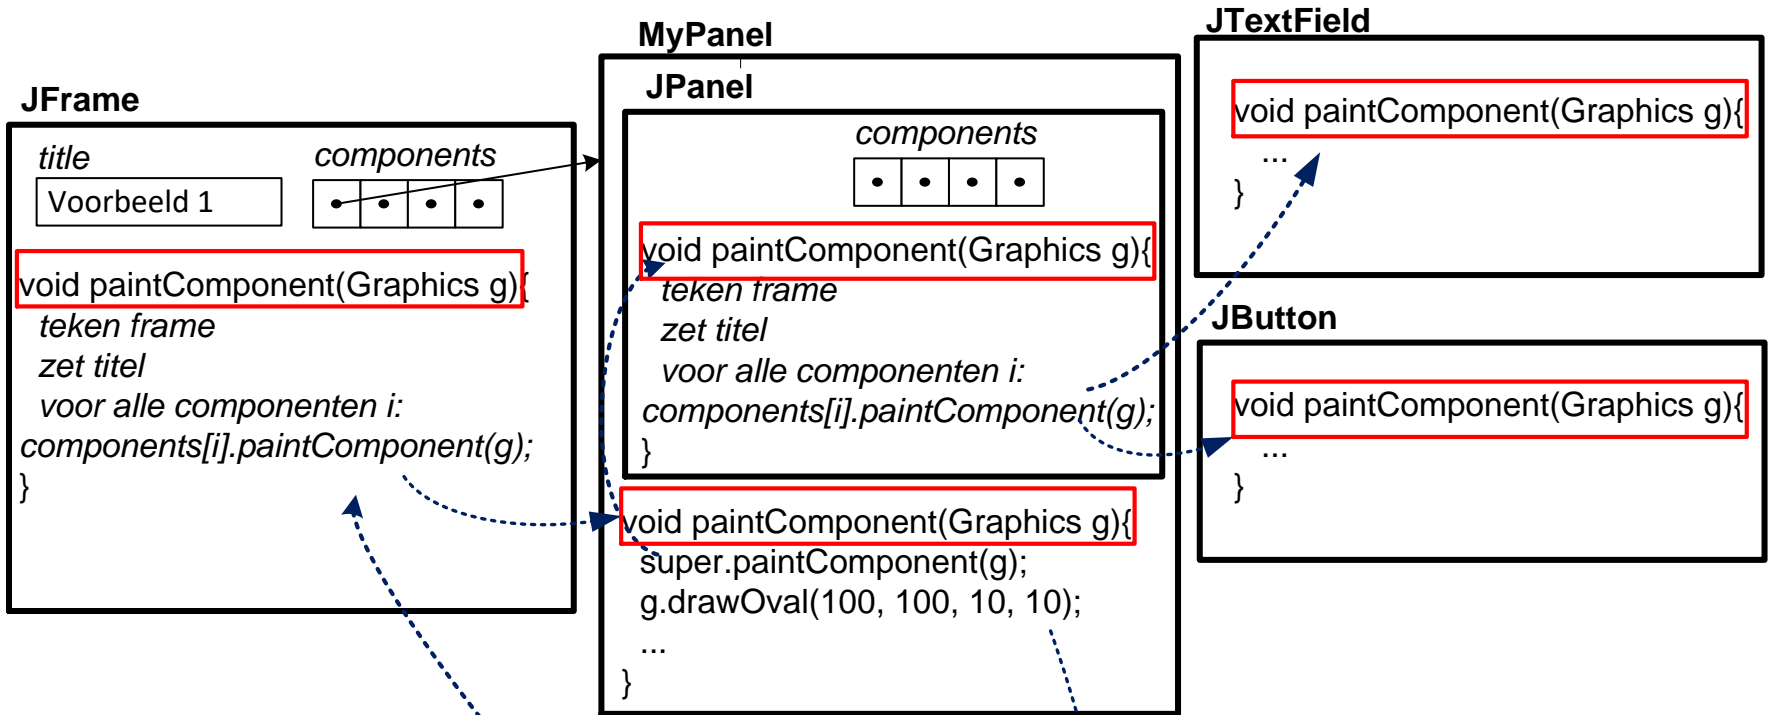 JFrame
title
components
Voorbeeld 1
void paintComponent(Graphics g){
teken frame
zet titel
voor alle componenten i:
components[i].paintComponent(g);
}
MyPanel
JPanel
components
void paintComponent(Graphics g){
teken frame
zet titel
voor alle componenten i:
components[i].paintComponent(g);
}
void paintComponent(Graphics g){
super.paintComponent(g);
g.drawOval(100, 100, 10, 10);
...
}
JTextField
void paintComponent(Graphics g){
...
}
JButton
void paintComponent(Graphics g){
...
}